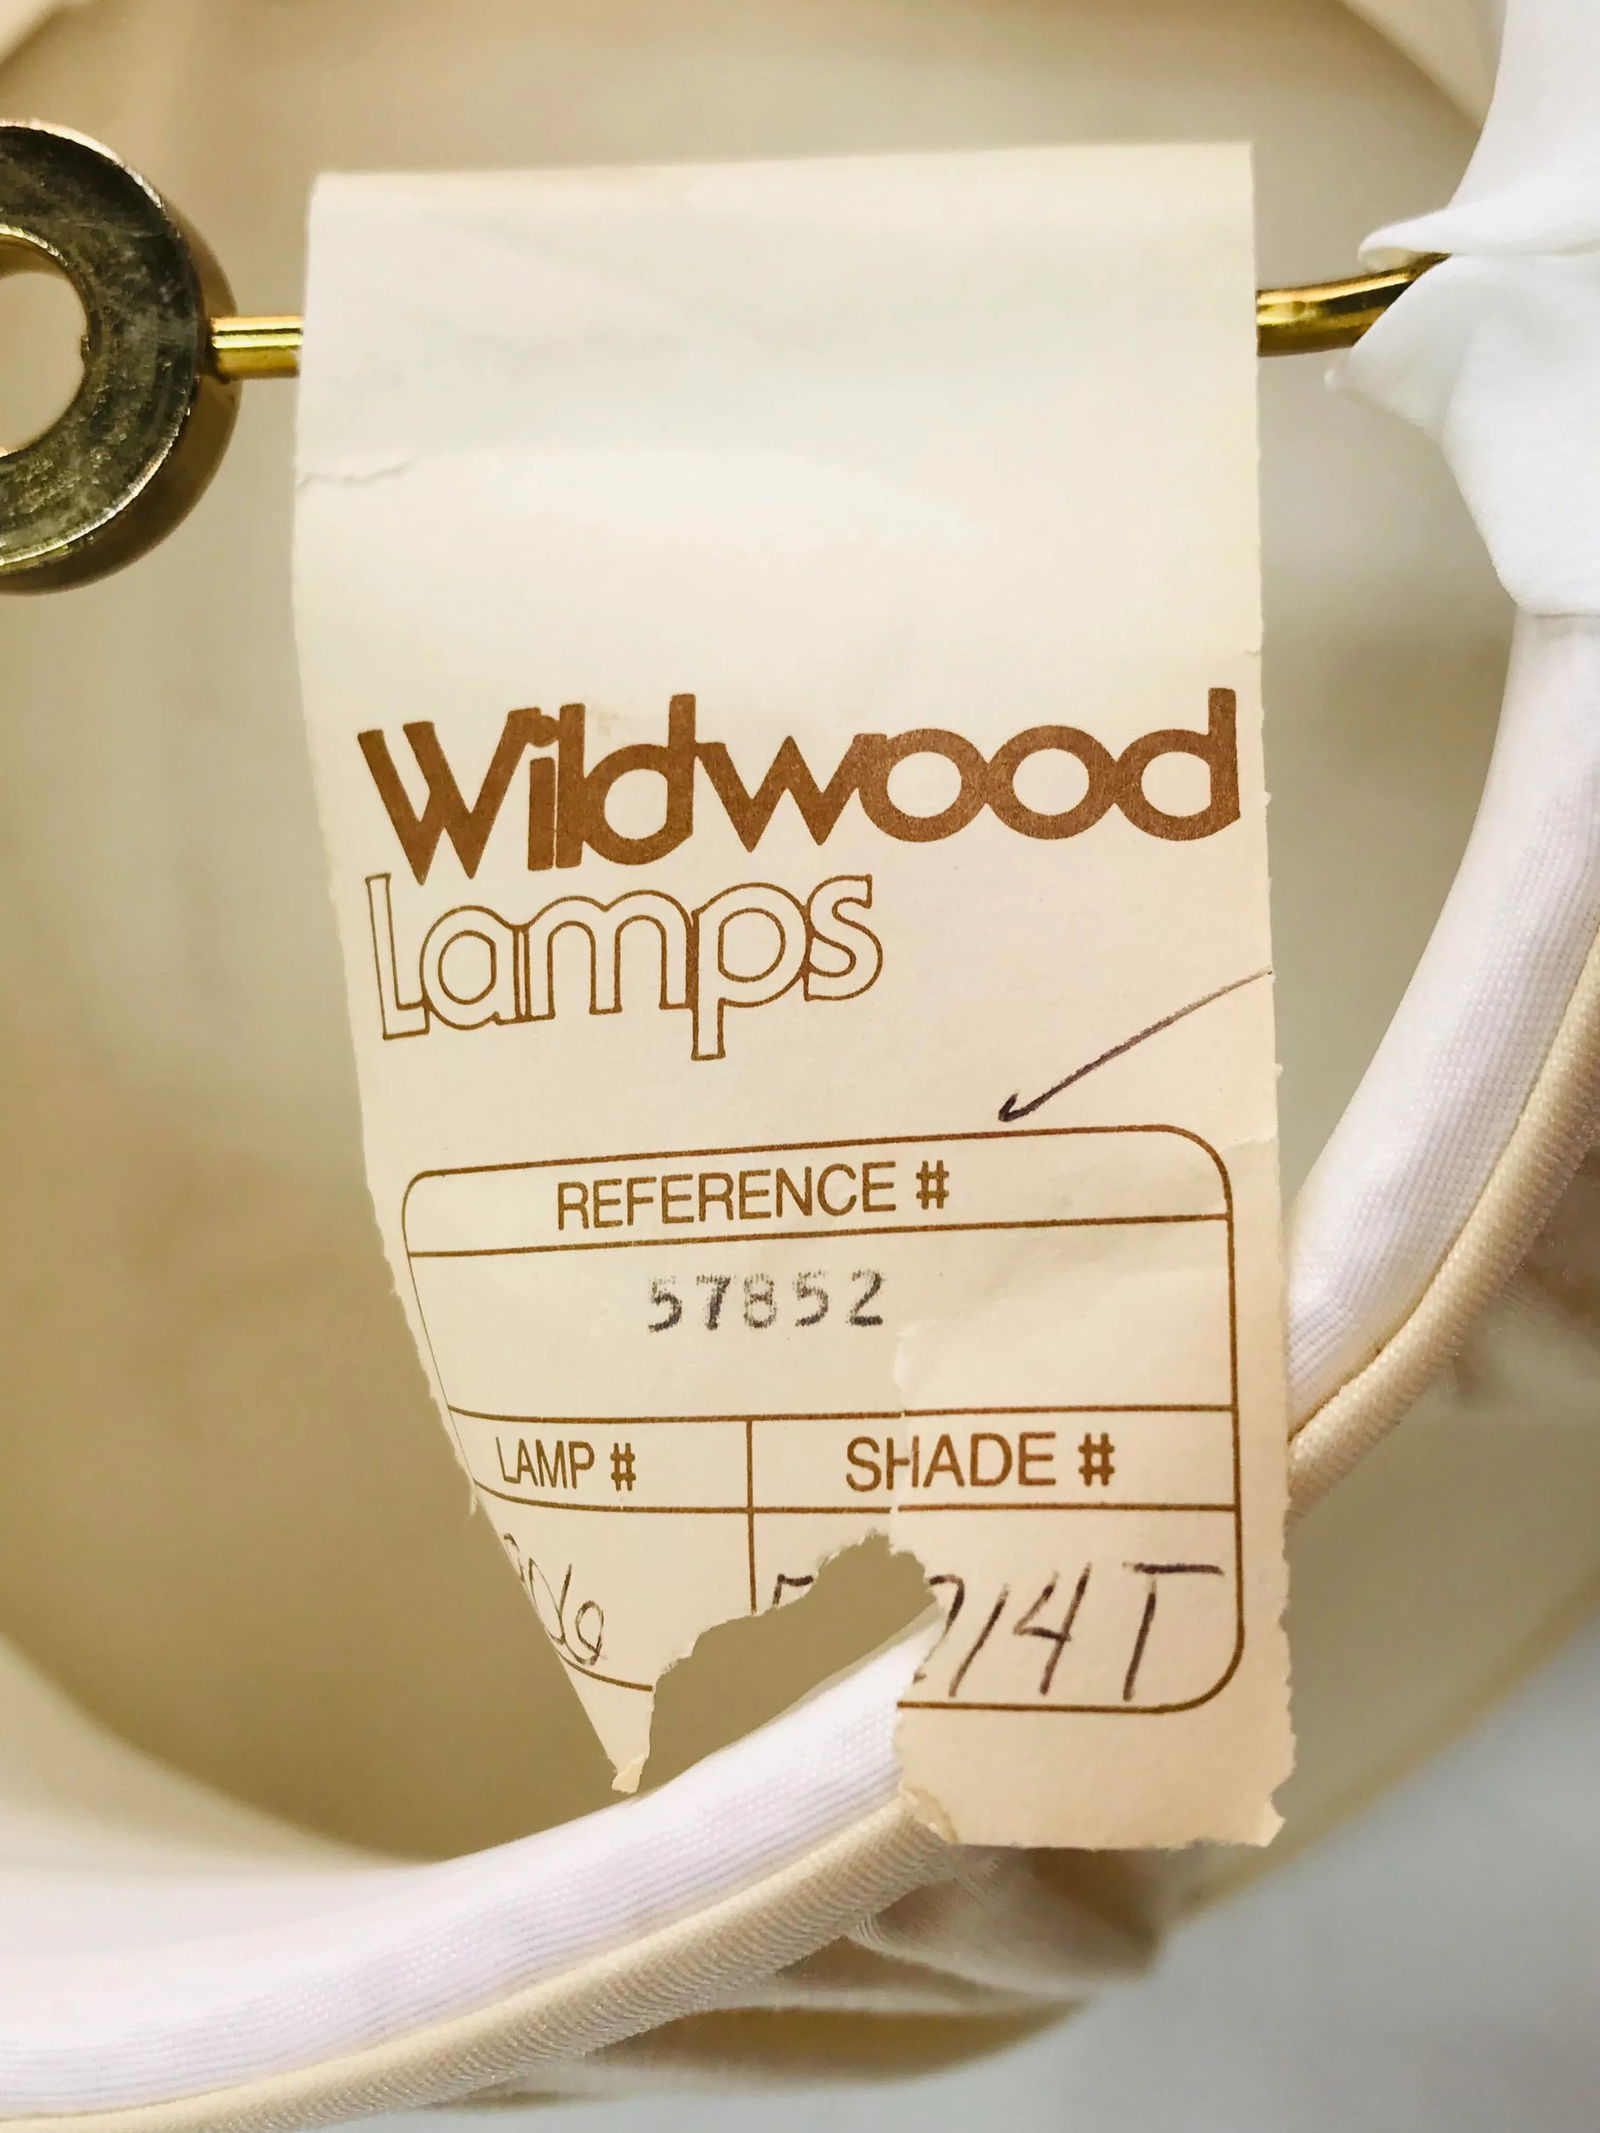 Wildwood
Lamps
REFERENCE #
57852
LAMP # SHADE #